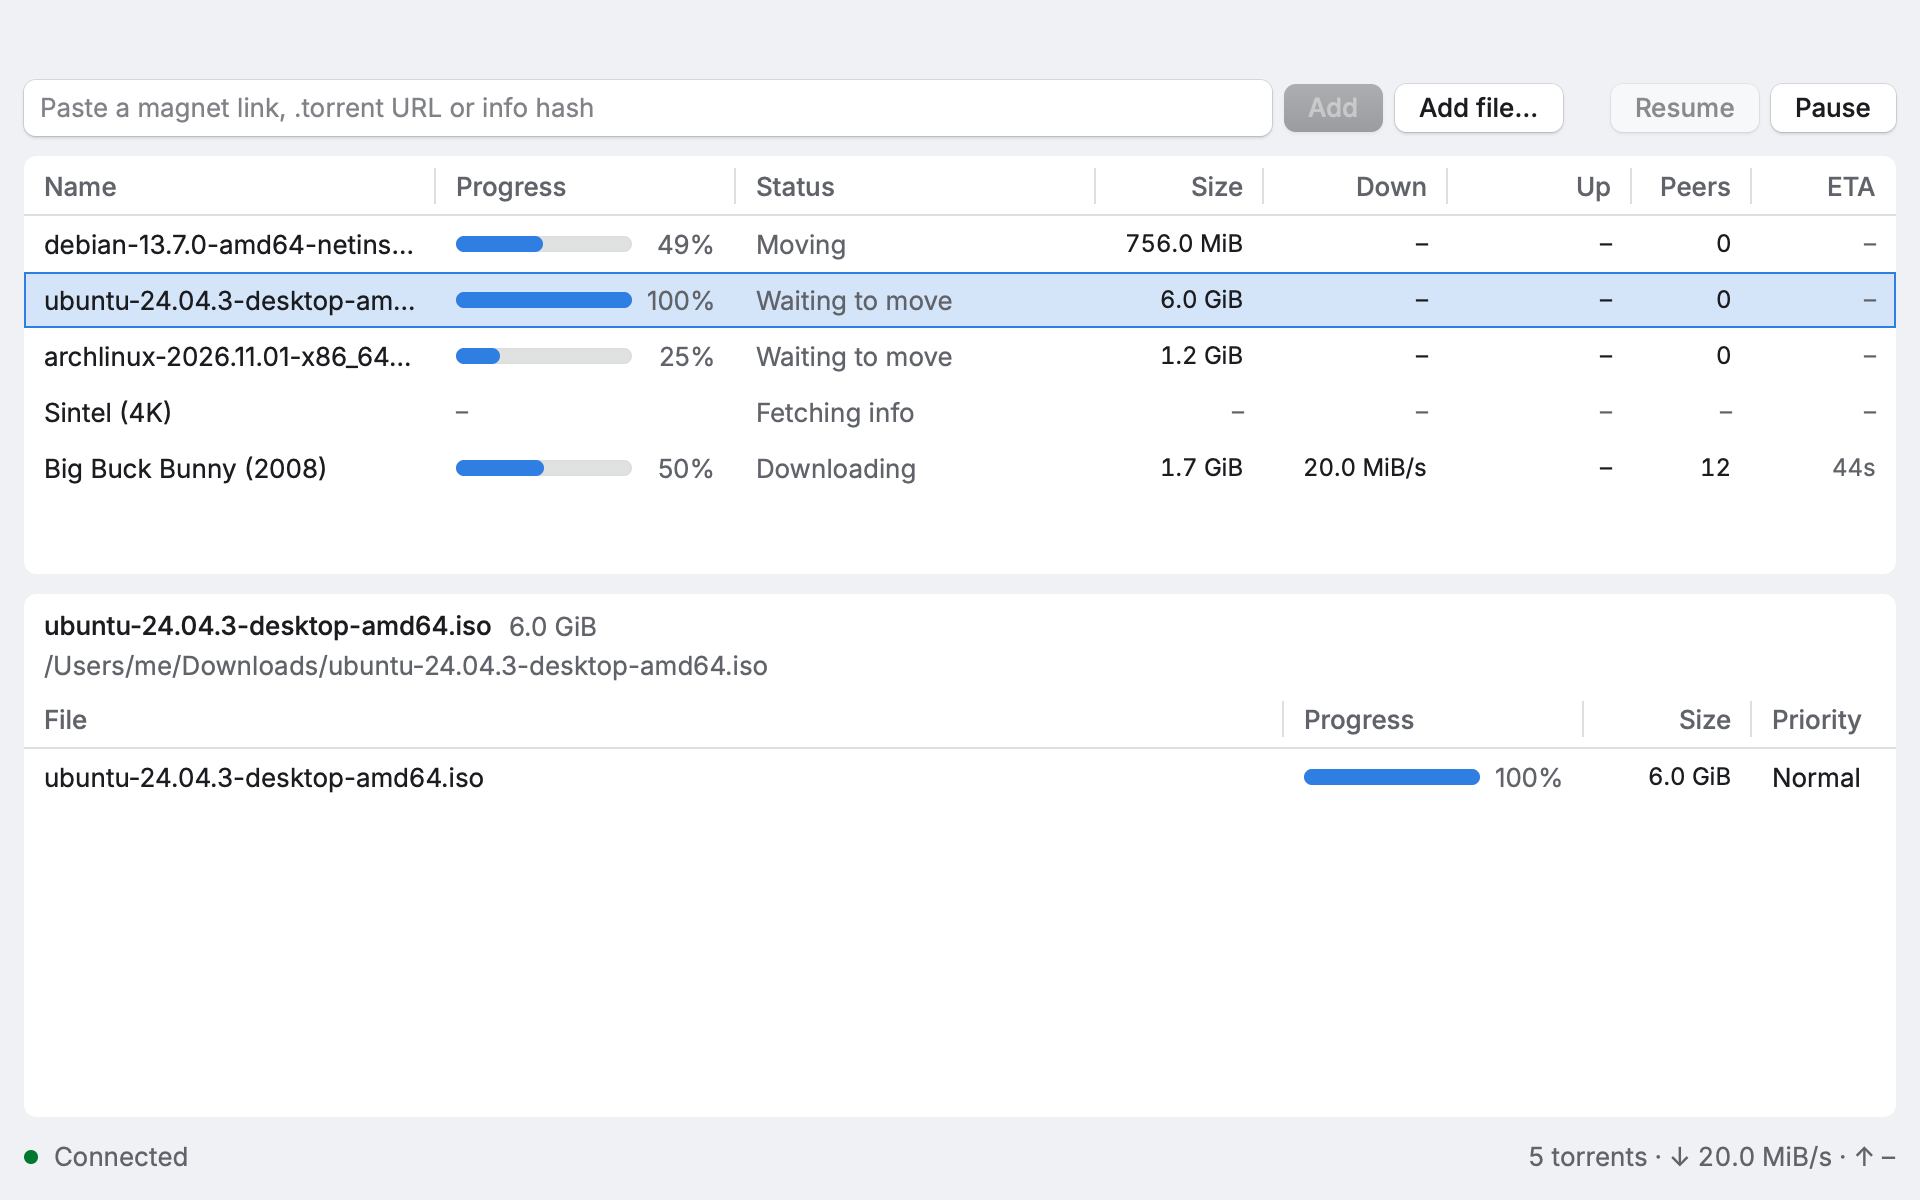 Paste a magnet link, .torrent URL or info hash Add Add file... Resume Pause
Name Progress Status Size Down Up Peers ETA
debian-13.7.0-amd64-netins... 49% Moving 756.0 MiB – – 0 –
ubuntu-24.04.3-desktop-am... 100% Waiting to move 6.0 GiB – – 0 –
archlinux-2026.11.01-x86_64... 25% Waiting to move 1.2 GiB – – 0 –
Sintel (4K) – Fetching info – – – – –
Big Buck Bunny (2008) 50% Downloading 1.7 GiB 20.0 MiB/s – 12 44s
ubuntu-24.04.3-desktop-amd64.iso 6.0 GiB
/Users/me/Downloads/ubuntu-24.04.3-desktop-amd64.iso
File Progress Size Priority
ubuntu-24.04.3-desktop-amd64.iso 100% 6.0 GiB Normal
Connected 5 torrents · ↓ 20.0 MiB/s · ↑ –